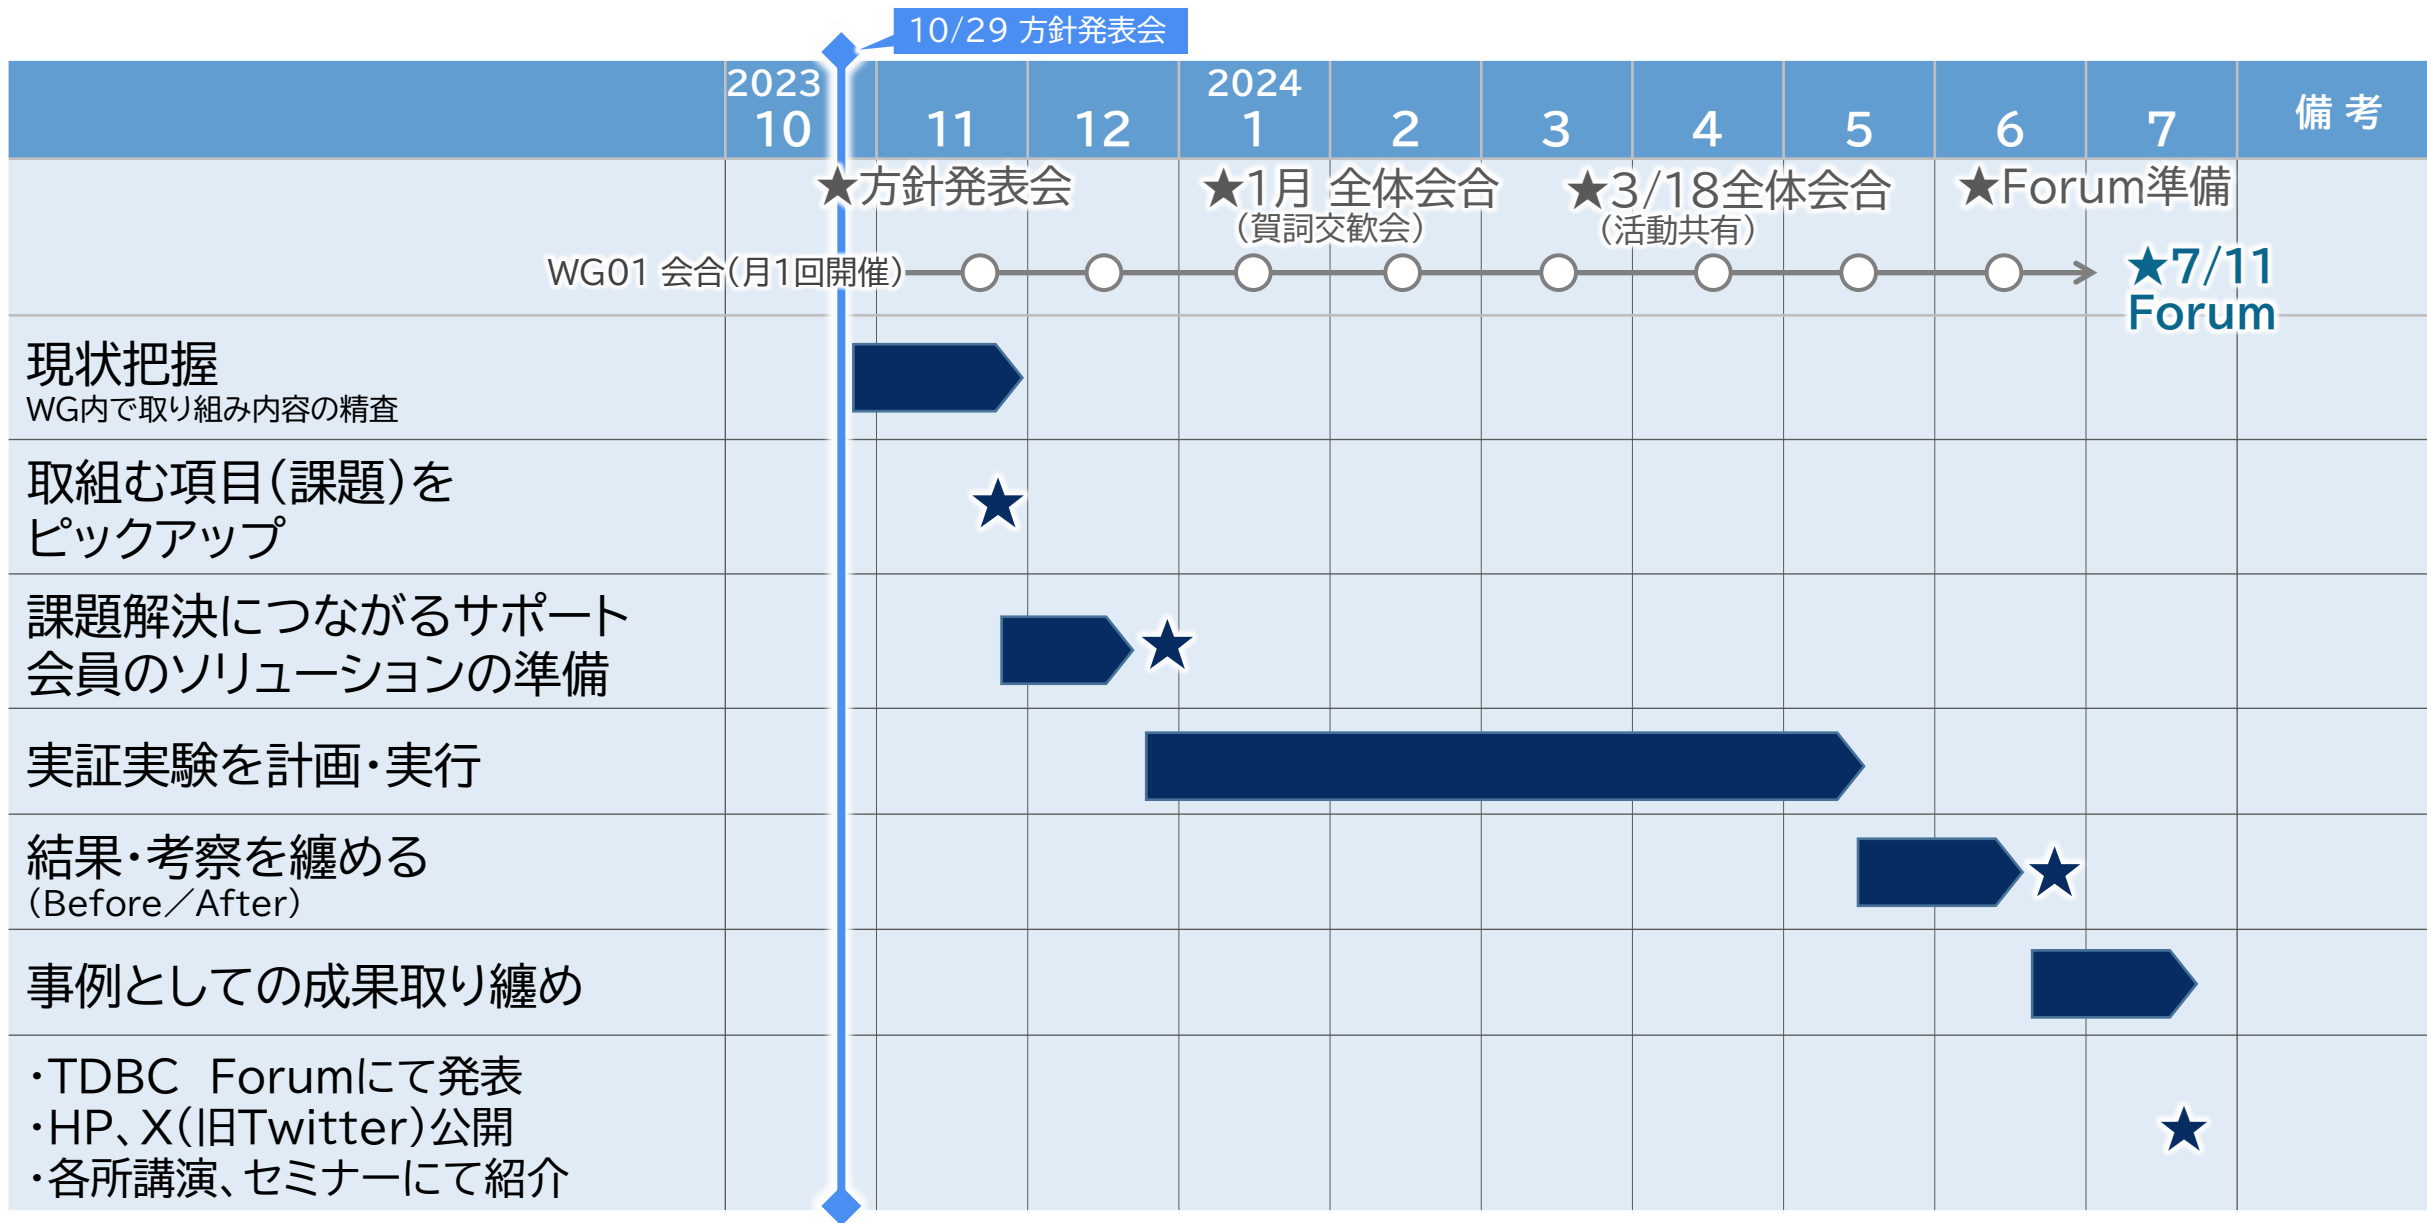 10/29 方針発表会
2023
10
11
12
2024
1
2
3
4
5
6
7
備 考
★方針発表会
★1月 全体会合
（賀詞交歓会）
★3/18全体会合
（活動共有）
★Forum準備
WG01 会合（月1回開催）
★7/11
Forum
現状把握
WG内で取り組み内容の精査
取組む項目（課題）を
ピックアップ
★
課題解決につながるサポート
会員のソリューションの準備
★
実証実験を計画・実行
結果・考察を纏める
（Before／After）
★
事例としての成果取り纏め
・TDBC　Forumにて発表
・HP、X（旧Twitter）公開
・各所講演、セミナーにて紹介
★